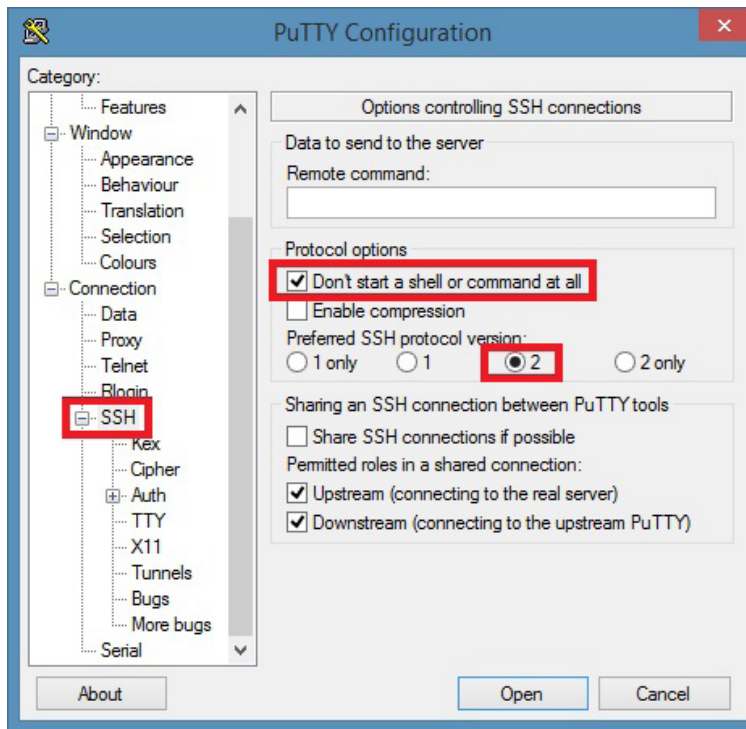 PuTTY Configuration
Category:
Features
Window
Appearance
Behaviour
Translation
Selection
Colours
Connection
Data
Proxy
Telnet
Rlogin
SSH
Kex
Cipher
Auth
TTY
X11
Tunnels
Bugs
More bugs
Serial
Options controlling SSH connections
Data to send to the server
Remote command:
Protocol options
Don't start a shell or command at all
Enable compression
Preferred SSH protocol version:
1 only 1 2 2 only
Sharing an SSH connection between PuTTY tools
Share SSH connections if possible
Permitted roles in a shared connection:
Upstream (connecting to the real server)
Downstream (connecting to the upstream PuTTY)
About Open Cancel